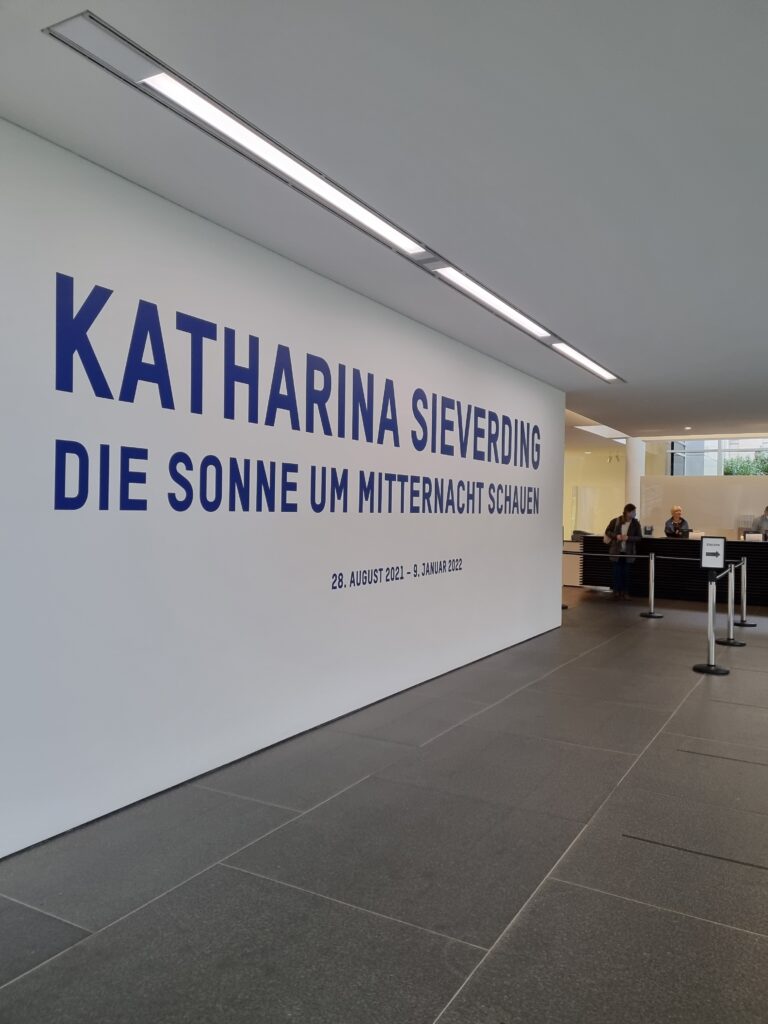 KATHARINA SIEVERDING
DIE SONNE UM MITTERNACHT SCHAUEN
28. AUGUST 2021 – 9. JANUAR 2022